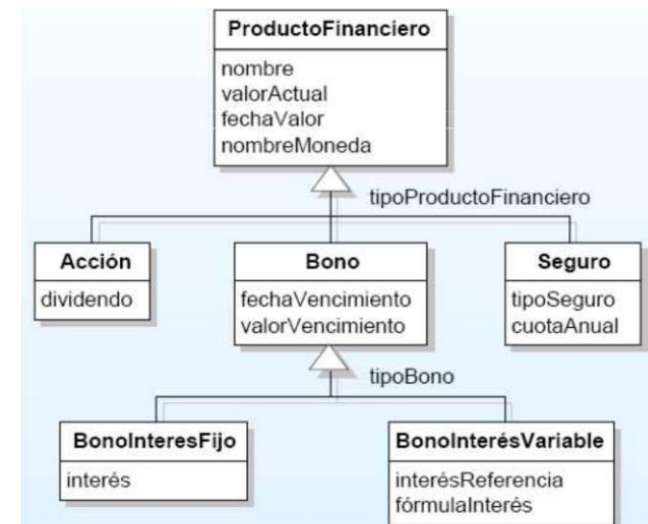 ProductoFinanciero
nombre
valorActual
fechaValor
nombreMoneda
tipoProductoFinanciero
Acción
dividendo
Bono
fechaVencimiento
valorVencimiento
Seguro
tipoSeguro
cuotaAnual
tipoBono
BonoInteresFijo
interés
BonoInterésVariable
interésReferencia
fórmulaInterés